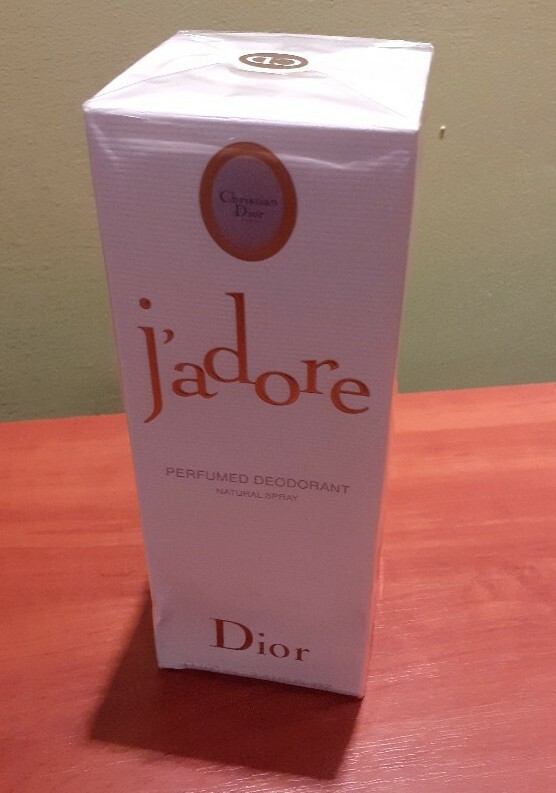 Christian
Dior
j'adore
PERFUMED DEODORANT
NATURAL SPRAY
Dior